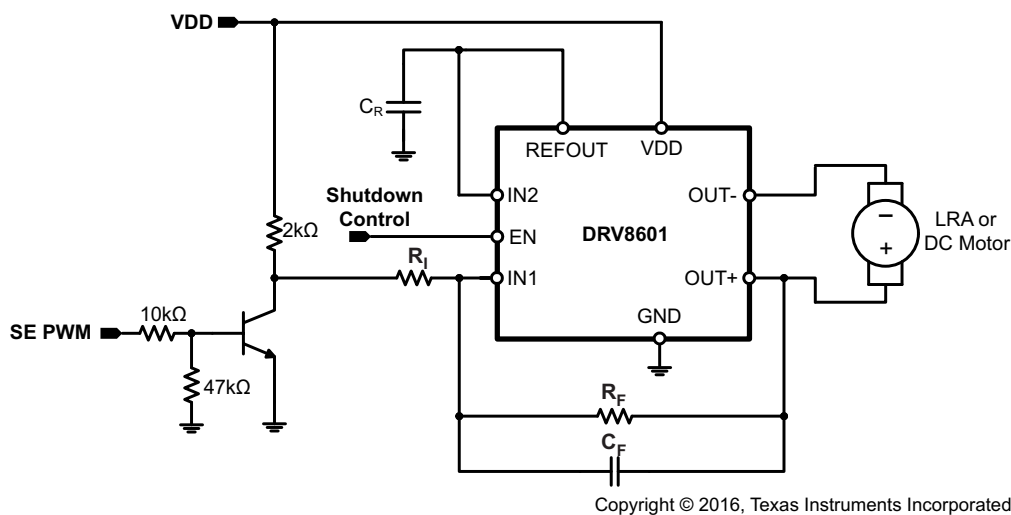 VDD
C_R
REFOUT
VDD
Shutdown
Control
IN2
OUT-
2kΩ
EN
DRV8601
LRA or
DC Motor
R_I
IN1
OUT+
10kΩ
GND
SE PWM
47kΩ
R_F
C_F
Copyright © 2016, Texas Instruments Incorporated